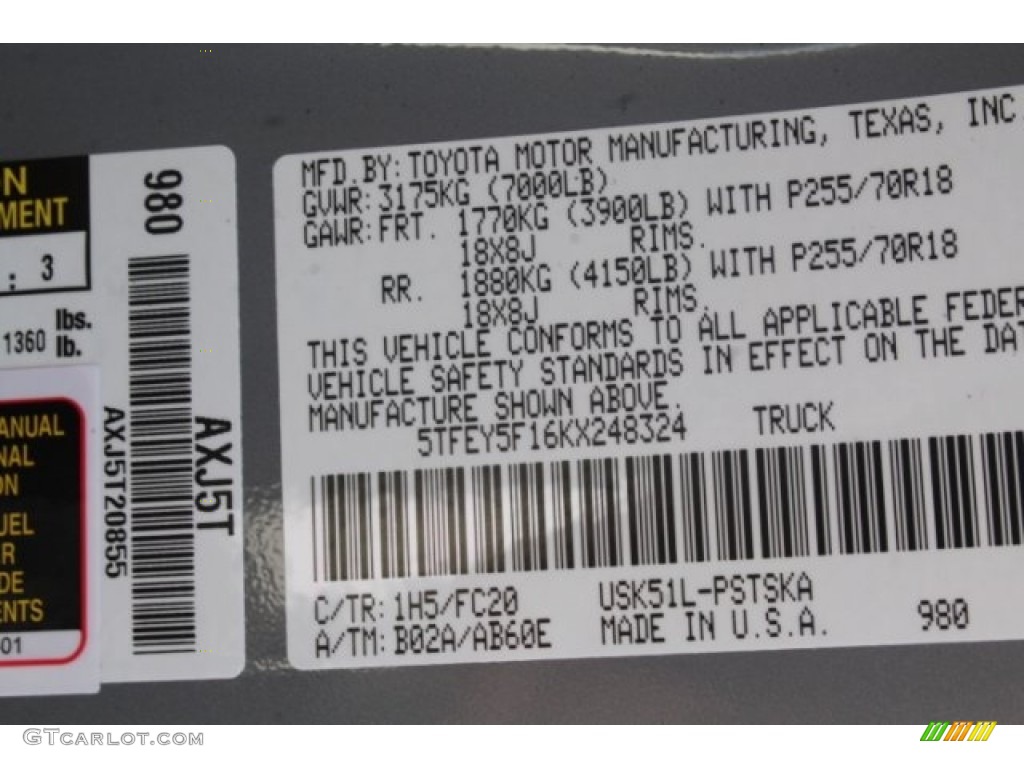 N
MENT
: 3
1360 lbs.
lb.
MANUAL
NAL
ON
UEL
R
DE
ENTS
01
980
AXJ5T20855
AXJ5T
MFD.BY:TOYOTA MOTOR MANUFACTURING, TEXAS, INC
GVWR:3175KG (7000LB)
GAWR:FRT. 1770KG (3900LB) WITH P255/70R18
18X8J RIMS.
RR. 1880KG (4150LB) WITH P255/70R18
18X8J RIMS.
THIS VEHICLE CONFORMS TO ALL APPLICABLE FEDER
VEHICLE SAFETY STANDARDS IN EFFECT ON THE DAT
MANUFACTURE SHOWN ABOVE.
5TFEY5F16KX248324 TRUCK
C/TR:1H5/FC20 USK51L-PSTSKA
A/TM:B02A/AB60E MADE IN U.S.A. 980
GTCARLOT.COM